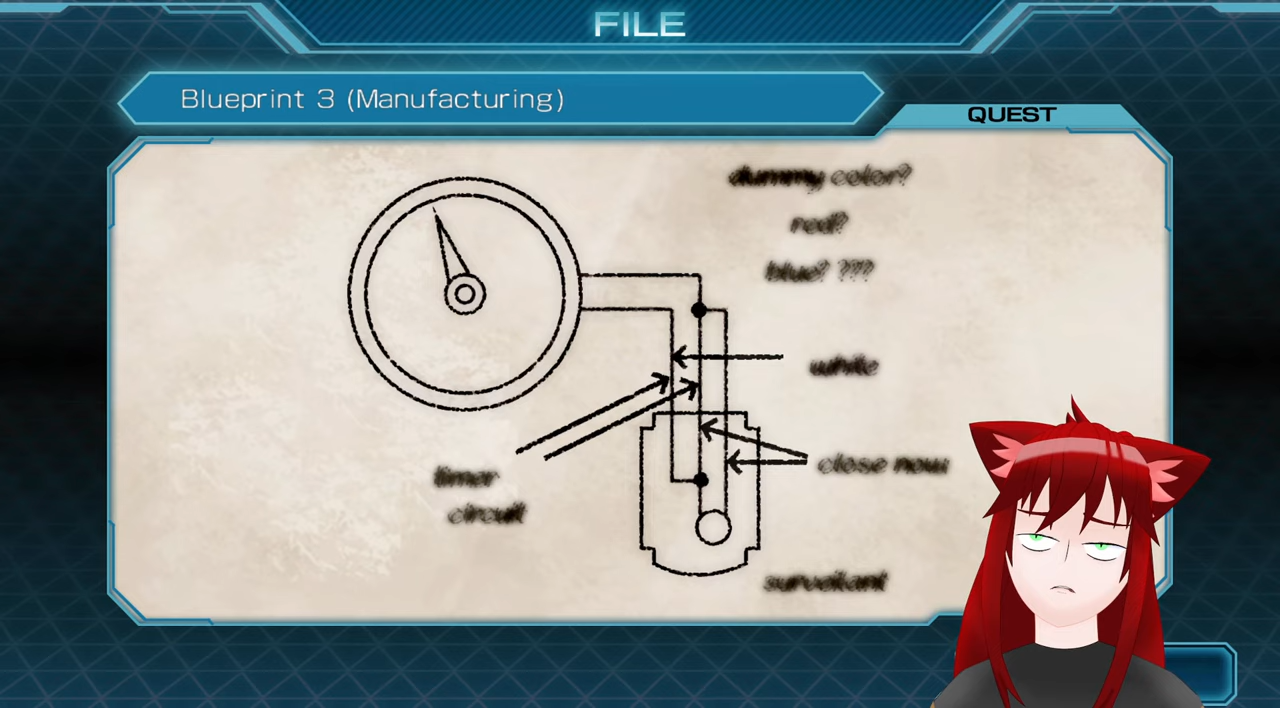 FILE
Blueprint 3 (Manufacturing)
QUEST
dummy color?
red?
blue? ???
white
timer
circuit
close now
surveilant